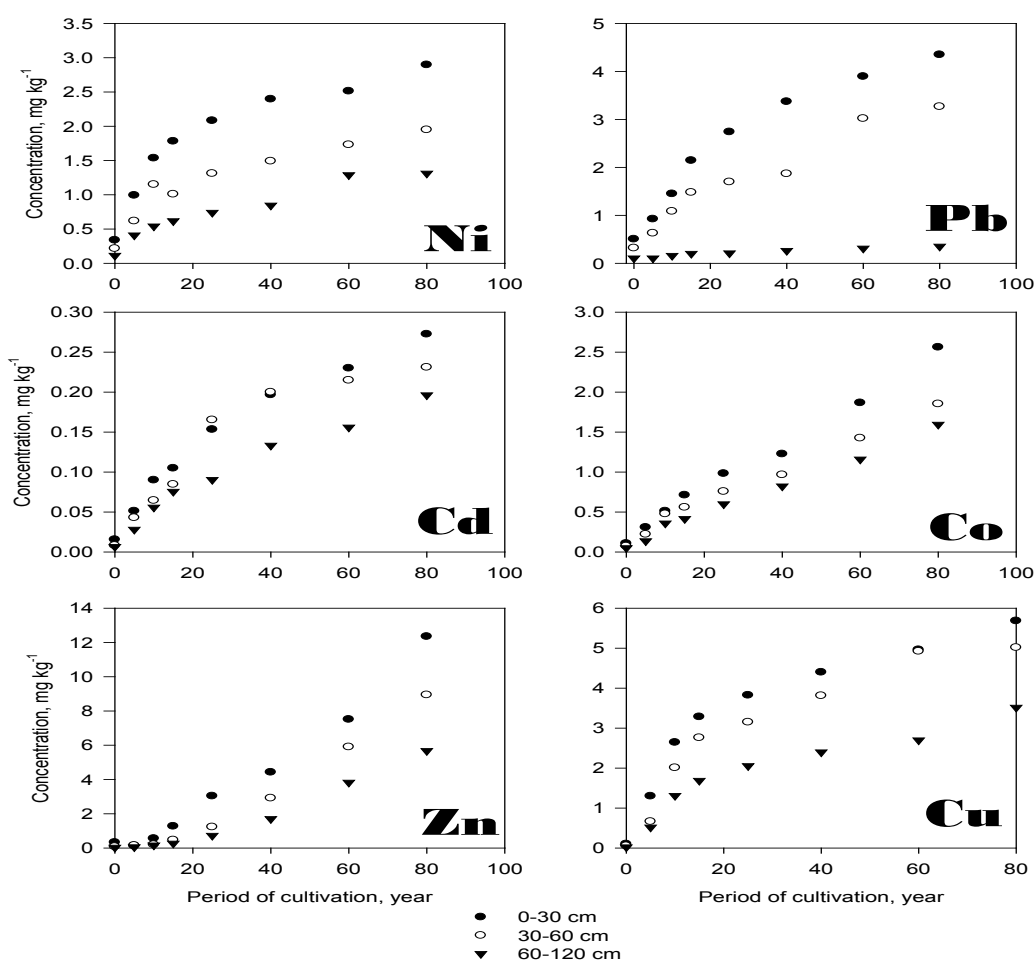 3.5
3.0
2.5
2.0
1.5
1.0
0.5
0.0
0 20 40 60 80 100
Concentration, mg kg-1
Ni
5
4
3
2
1
0
0 20 40 60 80 100
Pb
0.30
0.25
0.20
0.15
0.10
0.05
0.00
0 20 40 60 80 100
Concentration, mg kg-1
Cd
3.0
2.5
2.0
1.5
1.0
0.5
0.0
0 20 40 60 80 100
Co
14
12
10
8
6
4
2
0
0 20 40 60 80 100
Concentration, mg kg-1
Zn
Period of cultivation, year
6
5
4
3
2
1
0
0 20 40 60 80
Cu
Period of cultivation, year
0-30 cm
30-60 cm
60-120 cm